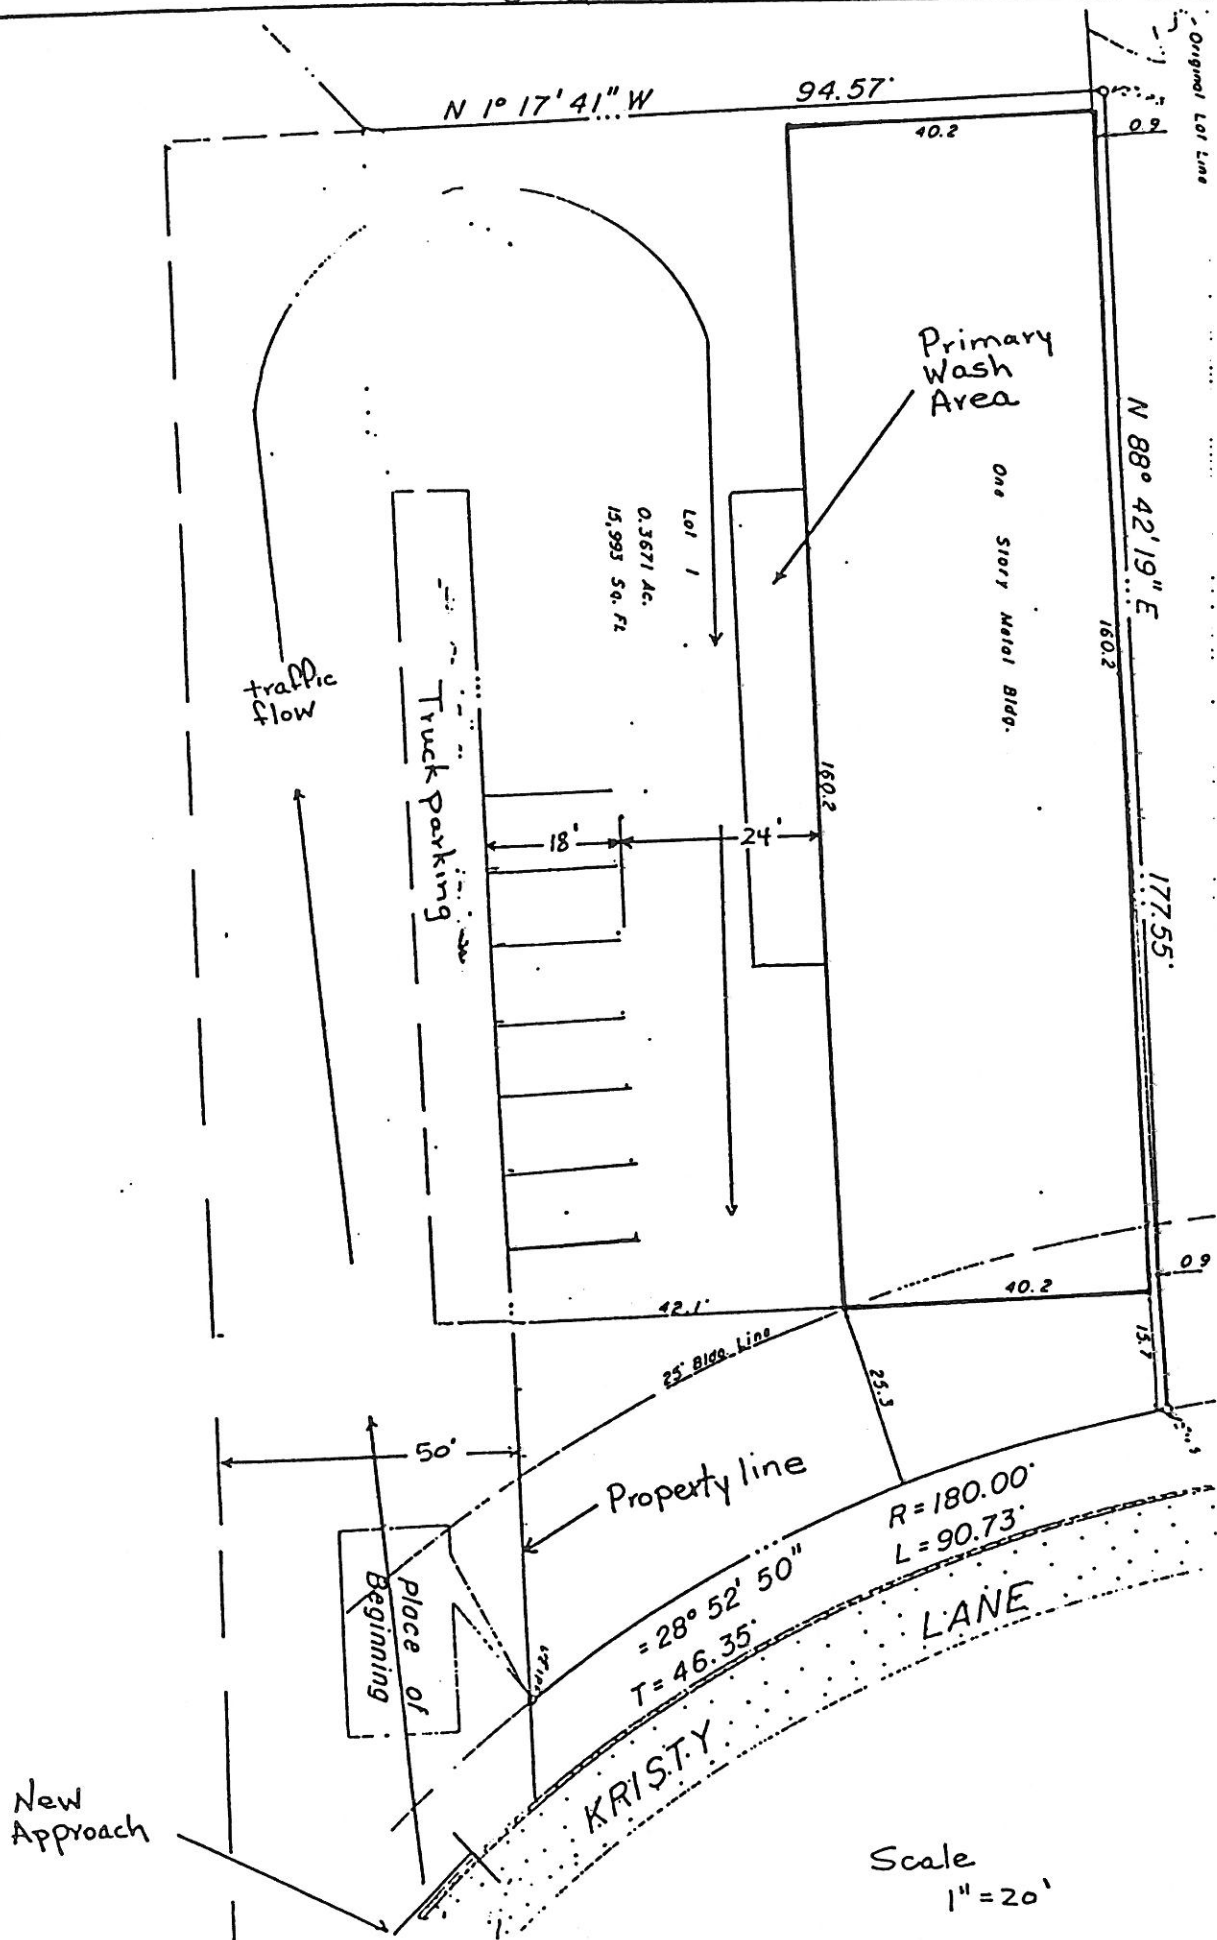 Original Lot Line
N 1° 17' 41" W
94.57'
40.2
0.9
Primary
Wash
Area
N 88° 42' 19" E
One Story Metal Bldg.
160.2
Lot 1
0.3671 Ac.
15,993 Sq. Ft.
traffic
flow
Truck parking
160.2
18'
24'
177.55'
0.9
40.2
42.1'
15.7
25' Bldg. Line
25.3
50'
Property line
R = 180.00'
L = 90.73'
= 28° 52' 50"
T = 46.35'
Place of
Beginning
KRISTY LANE
New
Approach
Scale
1" = 20'